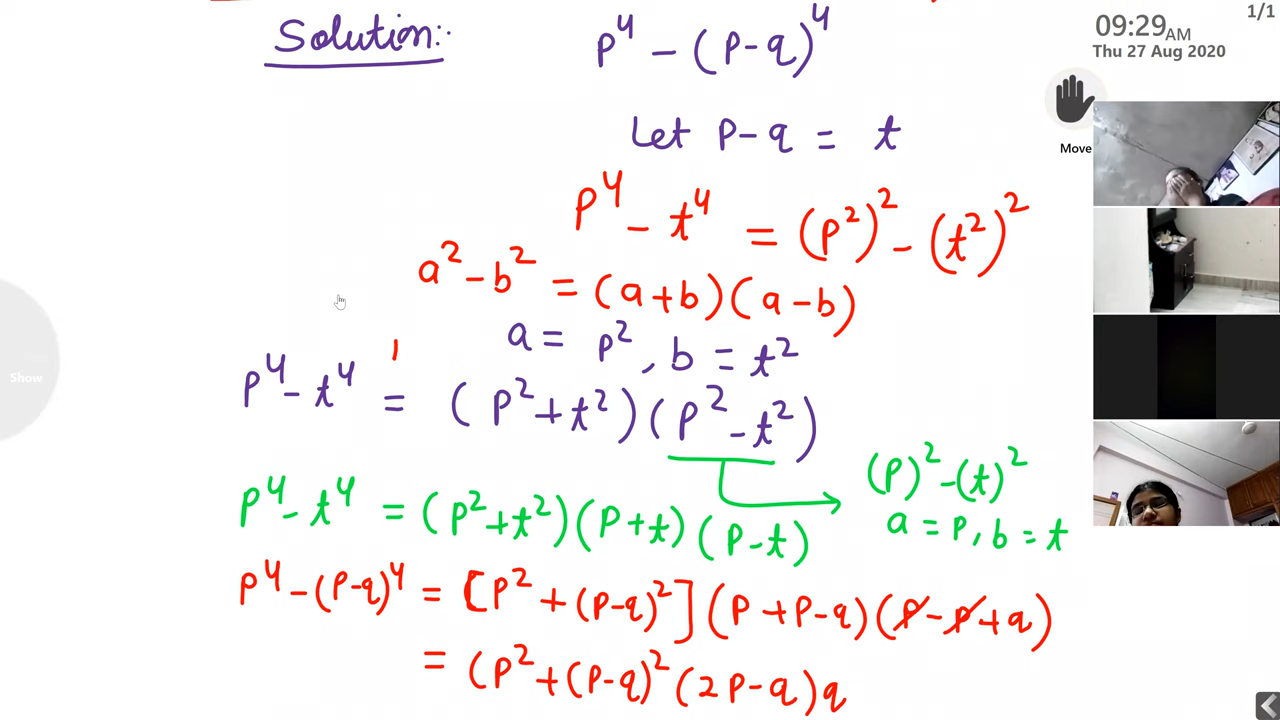 1/1
09:29 AM
Thu 27 Aug 2020
Move
Show
Solution:
p⁴ - (p-q)⁴
Let p-q = t
p⁴ - t⁴ = (p²)² - (t²)²
a² - b² = (a+b)(a-b)
a = p², b = t²
p⁴ - t⁴ = (p²+t²)(p²-t²)
(p)² - (t)²
a = p, b = t
p⁴ - t⁴ = (p²+t²)(p+t)(p-t)
p⁴ - (p-q)⁴ = [p² + (p-q)²](p+p-q)(p-p+q)
= (p² + (p-q)² (2p-q)q